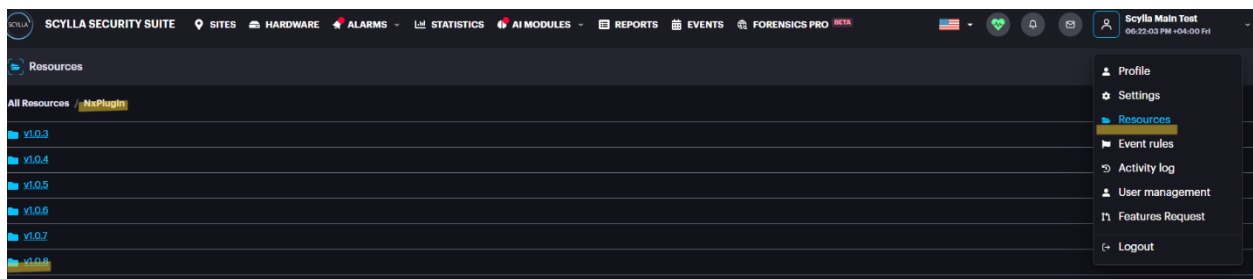 SCYLLA SCYLLA SECURITY SUITE SITES HARDWARE ALARMS STATISTICS AI MODULES REPORTS EVENTS FORENSICS PRO BETA Scylla Main Test
06:22:03 PM +04:00 Fri
Resources
All Resources / NxPlugin
v1.0.3
v1.0.4
v1.0.5
v1.0.6
v1.0.7
v1.0.8
Profile
Settings
Resources
Event rules
Activity log
User management
Features Request
Logout